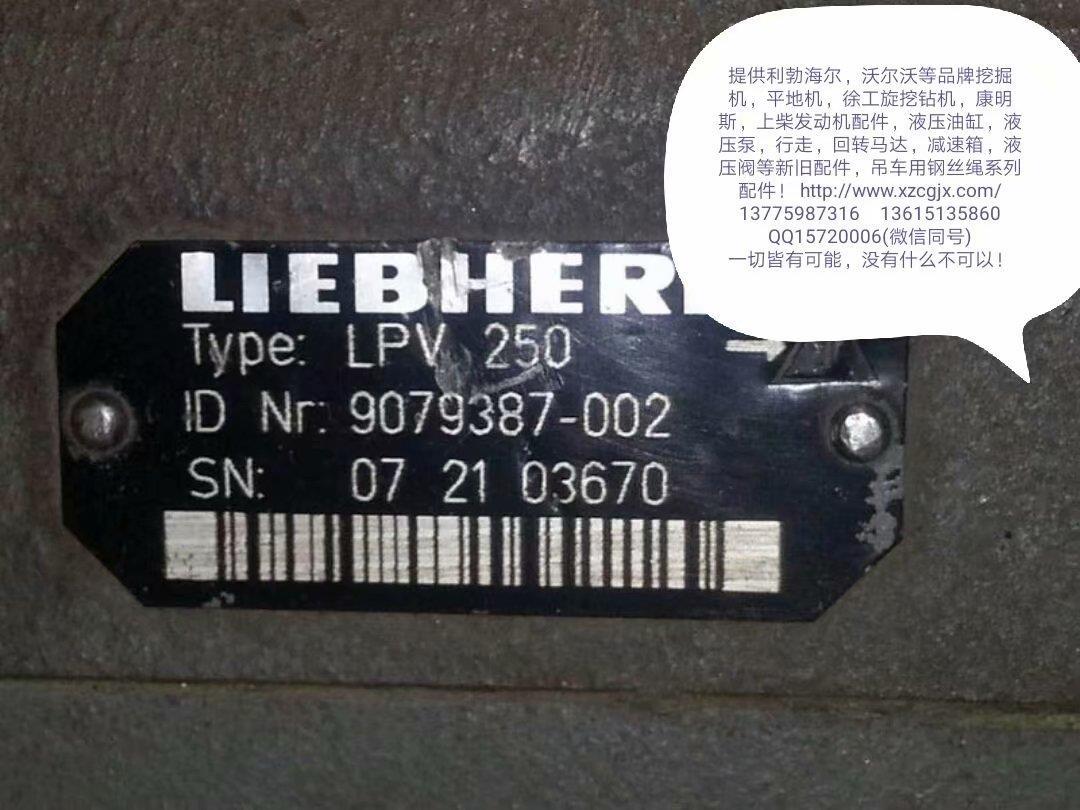 提供利勃海尔，沃尔沃等品牌挖掘
机，平地机，徐工旋挖钻机，康明
斯，上柴发动机配件，液压油缸，液
压泵，行走，回转马达，减速箱，液
压阀等新旧配件，吊车用钢丝绳系列
配件！http://www.xzcgjx.com/
13775987316 13615135860
QQ15720006(微信同号)
一切皆有可能，没有什么不可以！
LIEBHER
Type: LPV 250
ID Nr: 9079387-002
SN: 07 21 03670